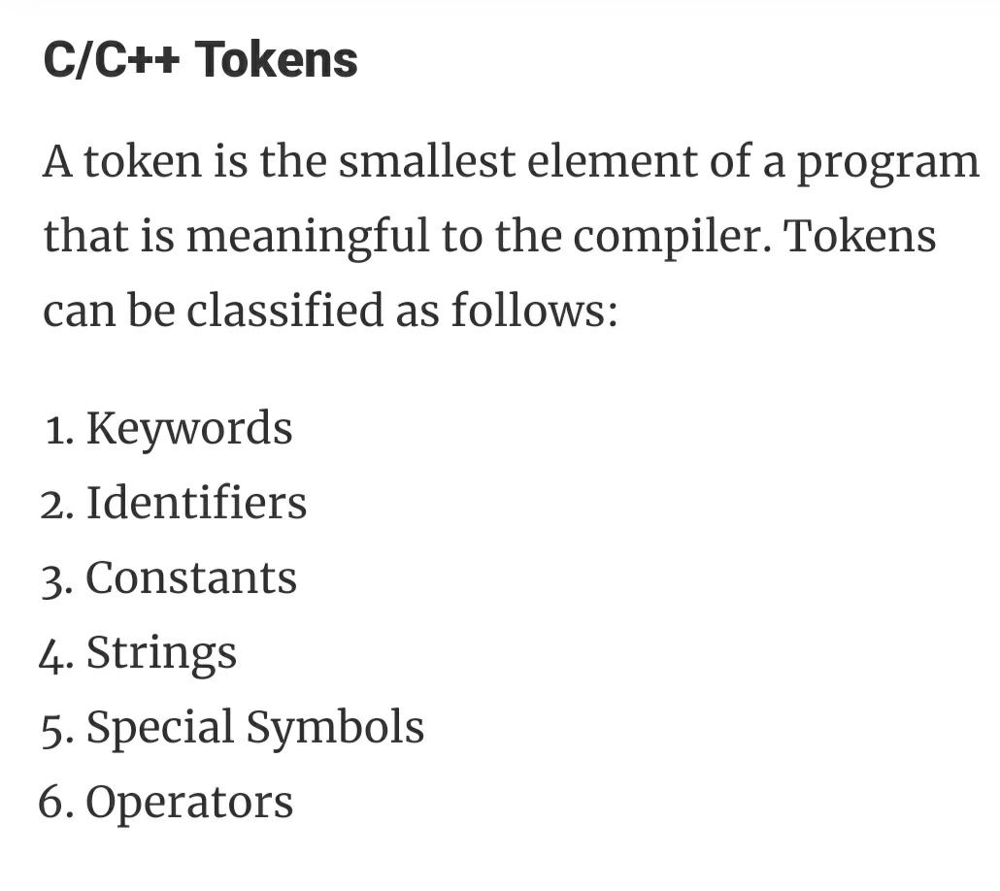 C/C++ Tokens
A token is the smallest element of a program
that is meaningful to the compiler. Tokens
can be classified as follows:
1. Keywords
2. Identifiers
3. Constants
4. Strings
5. Special Symbols
6. Operators